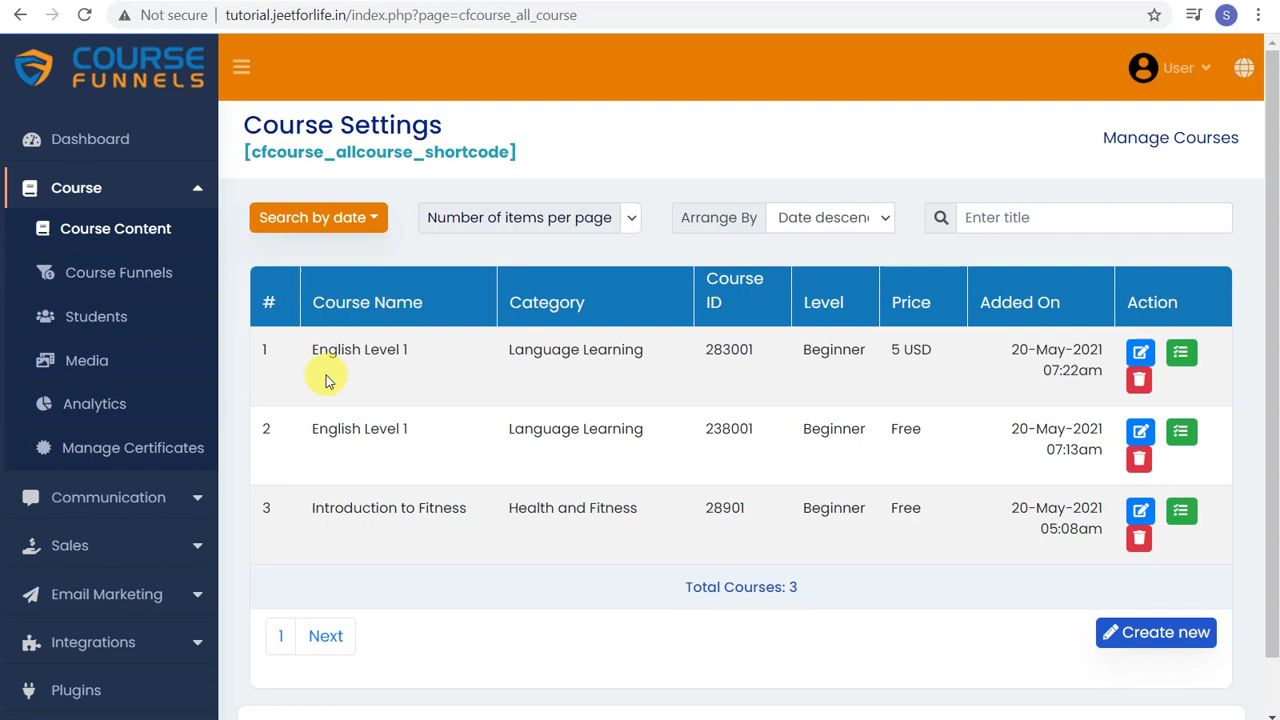 Not secure
tutorial.jeetforlife.in/index.php?page=cfcourse_all_course
S
COURSE
FUNNELS
User
Dashboard
Course
Course Content
Course Funnels
Students
Media
Analytics
Manage Certificates
Communication
Sales
Email Marketing
Integrations
Plugins
Course Settings
[cfcourse_allcourse_shortcode]
Manage Courses
Search by date
Number of items per page
Arrange By
Date descen
Enter title
# Course Name Category Course ID Level Price Added On Action
1 English Level 1 Language Learning 283001 Beginner 5 USD 20-May-2021
07:22am
2 English Level 1 Language Learning 238001 Beginner Free 20-May-2021
07:13am
3 Introduction to Fitness Health and Fitness 28901 Beginner Free 20-May-2021
05:08am
Total Courses: 3
1 Next
Create new